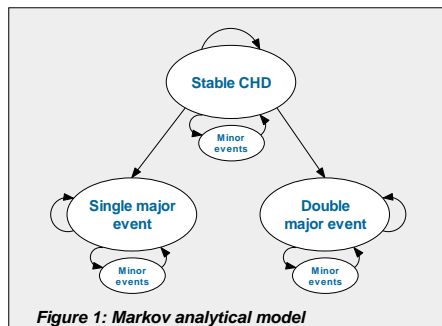 Stable CHD
Minor
events
Single major
event
Double
major event
Minor
events
Minor
events
Figure 1: Markov analytical model